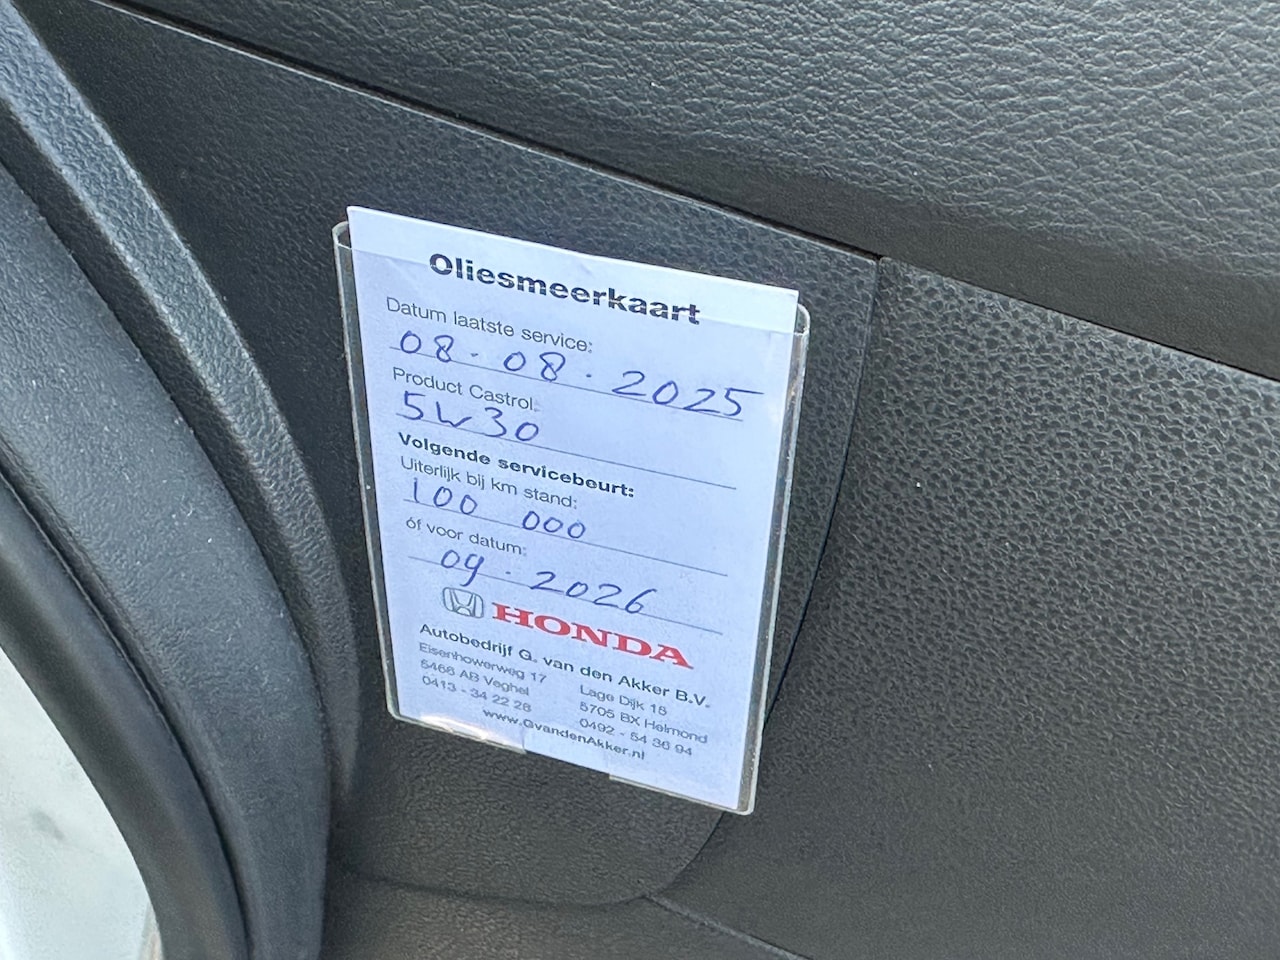 Oliesmeerkaart
Datum laatste service:
08.08.2025
Product Castrol:
5w30
Volgende servicebeurt:
Uiterlijk bij km stand:
100 000
óf voor datum:
09.2026
HONDA
Autobedrijf G. van den Akker B.V.
Eisenhowerweg 17
5466 AB Veghel
0413 - 34 22 28
Lage Dijk 15
5705 BX Helmond
0492 - 54 36 94
www.GvandenAkker.nl